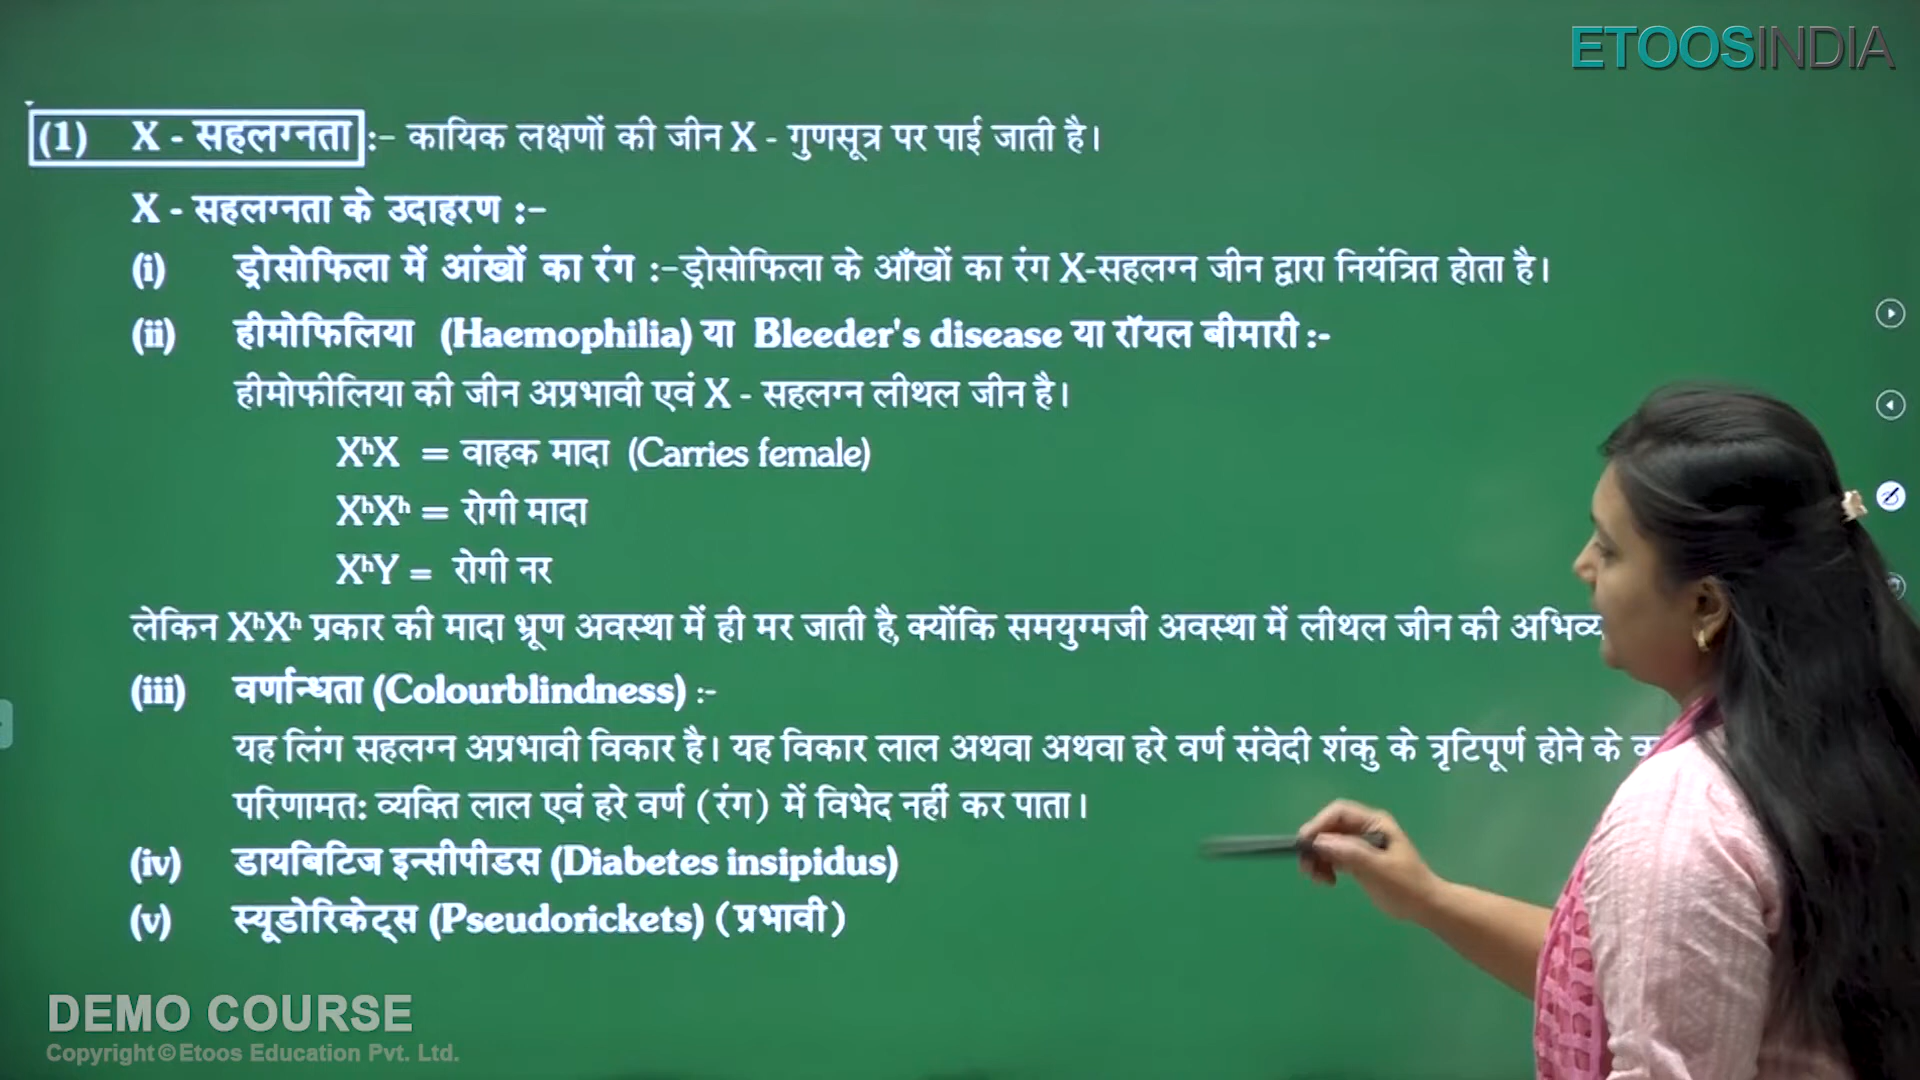 ETOOSINDIA
(1) X - सहलग्नता :- कायिक लक्षणों की जीन X - गुणसूत्र पर पाई जाती है।
X - सहलग्नता के उदाहरण :-
(i) ड्रोसोफिला में आंखों का रंग :-ड्रोसोफिला के आँखों का रंग X-सहलग्न जीन द्वारा नियंत्रित होता है।
(ii) हीमोफिलिया (Haemophilia) या Bleeder's disease या रॉयल बीमारी :-
हीमोफीलिया की जीन अप्रभावी एवं X - सहलग्न लीथल जीन है।
XʰX = वाहक मादा (Carries female)
XʰXʰ = रोगी मादा
XʰY = रोगी नर
लेकिन XʰXʰ प्रकार की मादा भ्रूण अवस्था में ही मर जाती है, क्योंकि समयुग्मजी अवस्था में लीथल जीन की
(iii) वर्णान्धता (Colourblindness) :-
यह लिंग सहलग्न अप्रभावी विकार है। यह विकार लाल अथवा अथवा हरे वर्ण संवेदी शंकु के त्रृटिपूर्ण होने के
परिणामत: व्यक्ति लाल एवं हरे वर्ण (रंग) में विभेद नहीं कर पाता।
(iv) डायबिटिज इन्सीपीडस (Diabetes insipidus)
(v) स्यूडोरिकेट्स (Pseudorickets) (प्रभावी)
DEMO COURSE
Copyright © Etoos Education Pvt. Ltd.